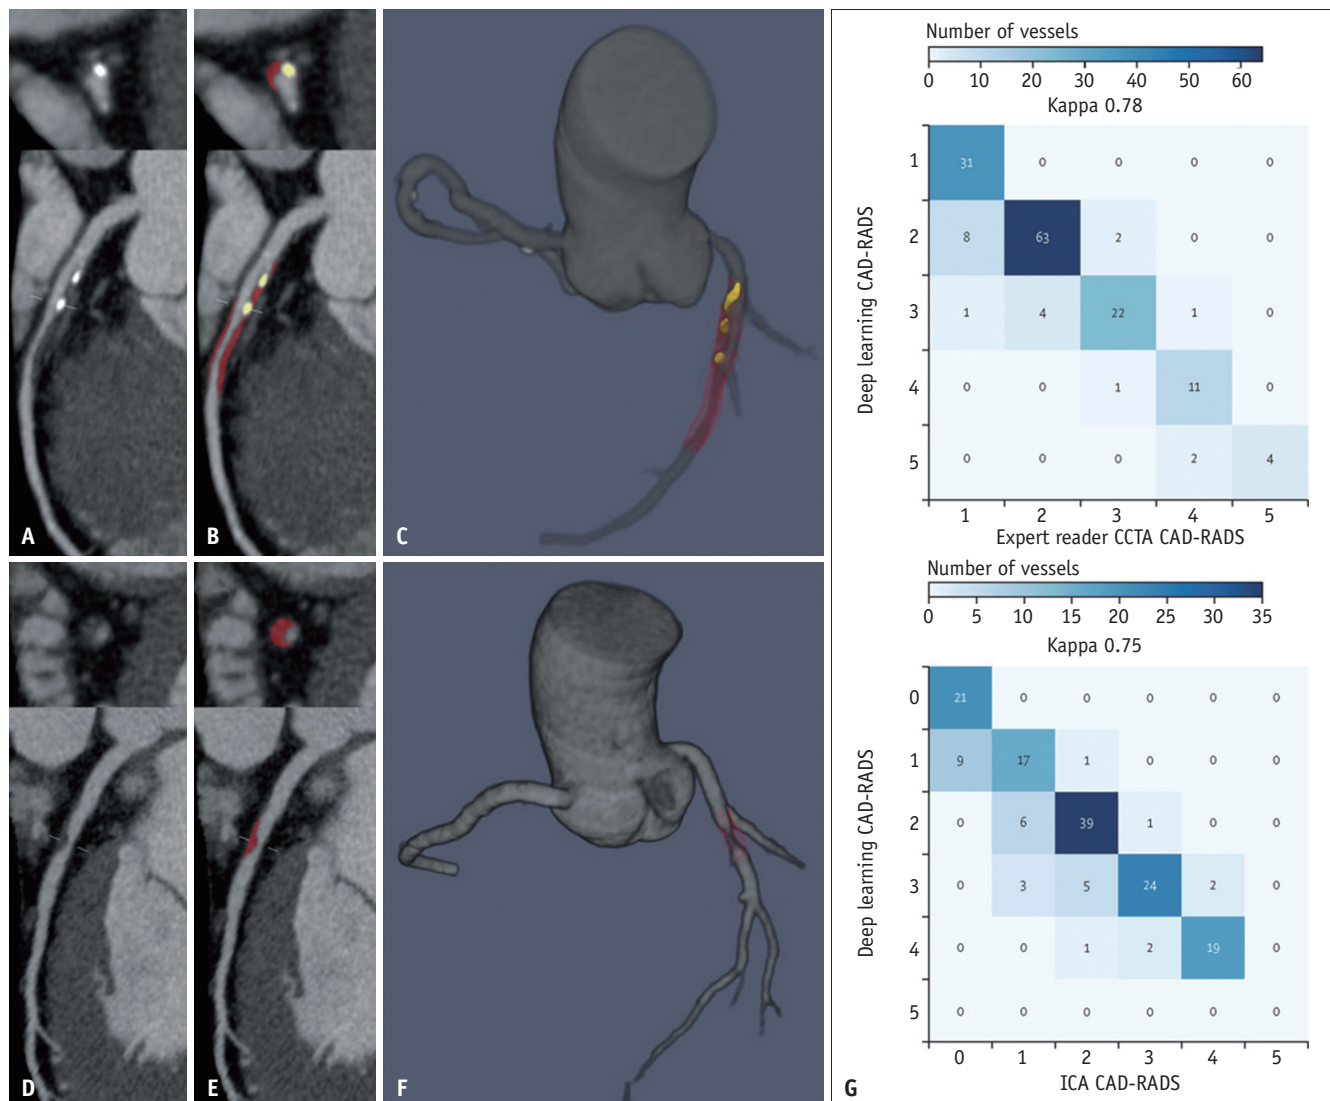 A
B
C
D
E
F
Number of vessels
0 10 20 30 40 50 60
Kappa 0.78
Deep learning CAD-RADS
1 31 0 0 0 0
2 8 63 2 0 0
3 1 4 22 1 0
4 0 0 1 11 0
5 0 0 0 2 4
1 2 3 4 5
Expert reader CCTA CAD-RADS
Number of vessels
0 5 10 15 20 25 30 35
Kappa 0.75
Deep learning CAD-RADS
0 21 0 0 0 0 0
1 9 17 1 0 0 0
2 0 6 39 1 0 0
3 0 3 5 24 2 0
4 0 0 1 2 19 0
5 0 0 0 0 0 0
0 1 2 3 4 5
ICA CAD-RADS
G